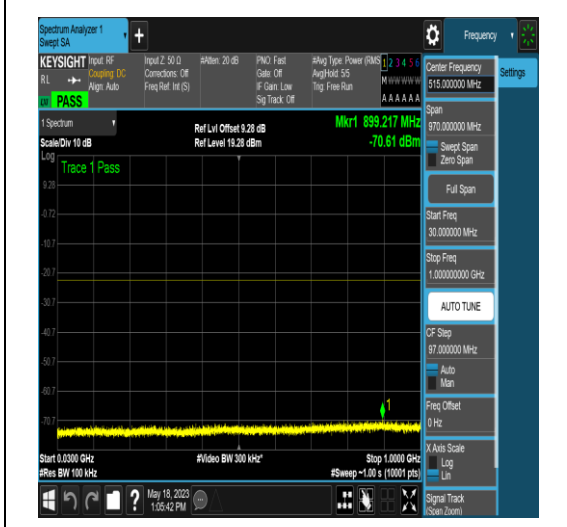 Spectrum Analyzer 1
Swept SA
Frequency
KEYSIGHT
RL
Input: RF
Coupling: DC
Align: Auto
Input Z: 50 Ω
Corrections: Off
Freq Ref: Int (S)
#Atten: 20 dB
PNO: Fast
Gate: Off
IF Gain: Low
Sig Track: Off
#Avg Type: Power (RMS
Avg|Hold: 5/5
Trig: Free Run
1 2 3 4 5 6
M W W W W W
A A A A A A
PASS
1 Spectrum
Scale/Div 10 dB
Ref Lvl Offset 9.28 dB
Ref Level 19.28 dBm
Mkr1 899.217 MHz
-70.61 dBm
Log
Trace 1 Pass
9.28
-0.72
-10.7
-20.7
-30.7
-40.7
-50.7
-60.7
-70.7
1
Start 0.0300 GHz
#Res BW 100 kHz
#Video BW 300 kHz*
Stop 1.0000 GHz
#Sweep ~1.00 s (10001 pts)
?
May 18, 2023
1:05:42 PM
Center Frequency
515.000000 MHz
Settings
Span
970.000000 MHz
Swept Span
Zero Span
Full Span
Start Freq
30.000000 MHz
Stop Freq
1.000000000 GHz
AUTO TUNE
CF Step
97.000000 MHz
Auto
Man
Freq Offset
0 Hz
X Axis Scale
Log
Lin
Signal Track
(Span Zoom)